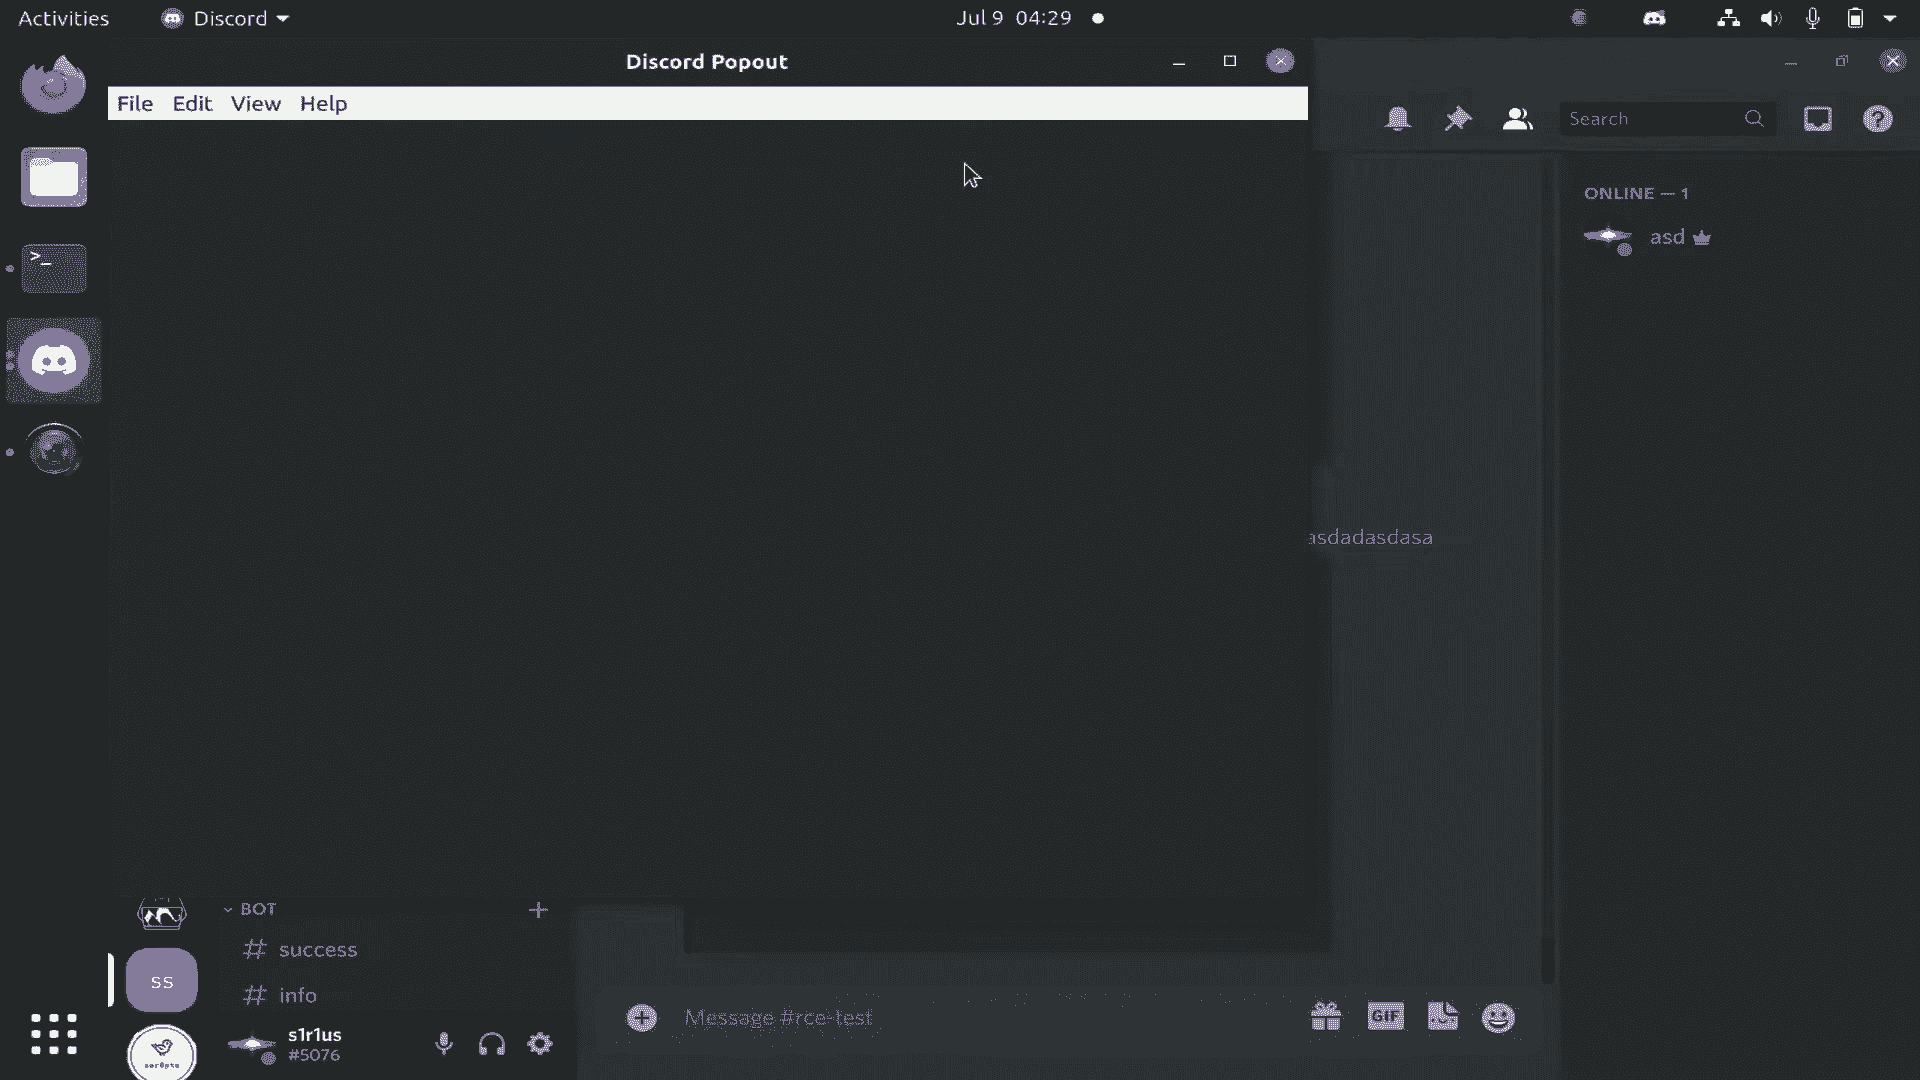 Activities
Discord
Jul 9 04:29
Discord Popout
File Edit View Help
Search
ONLINE — 1
asd
asdadasdasa
BOT
# success
ss
# info
Message #rce-test
GIF
s1r1us
#5076